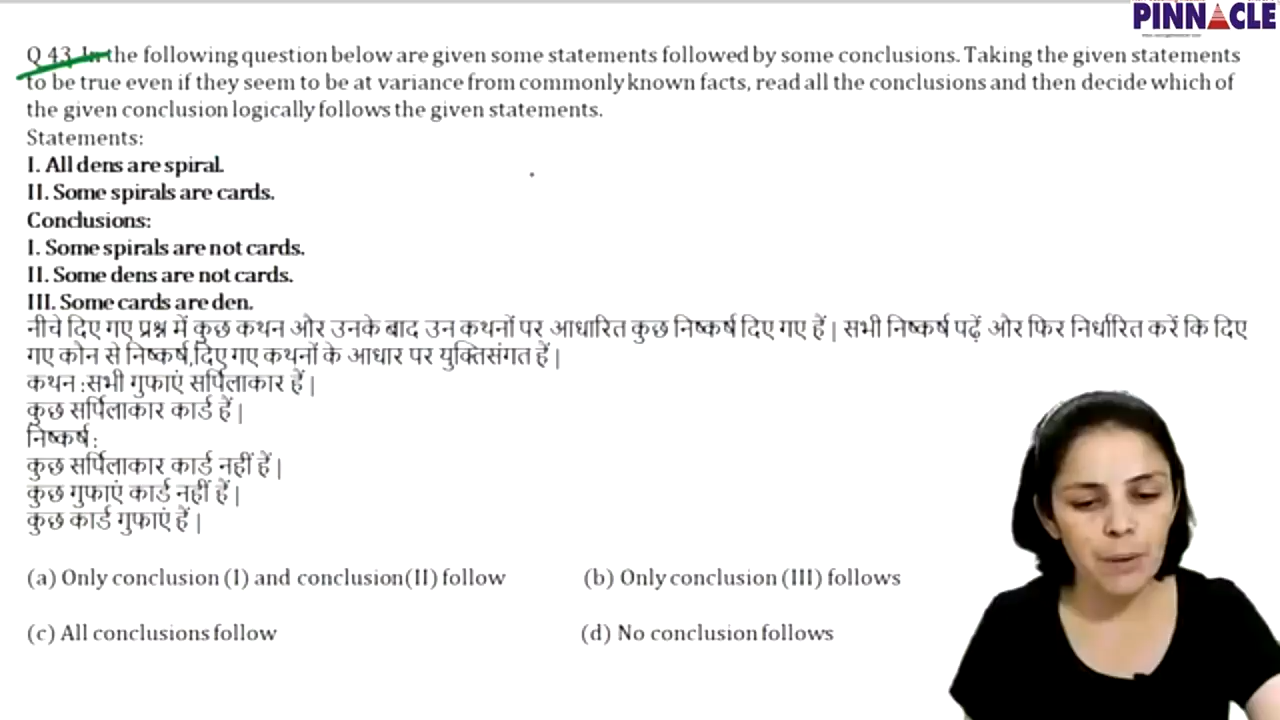 PINNACLE
Q 43. In the following question below are given some statements followed by some conclusions. Taking the given statements
to be true even if they seem to be at variance from commonly known facts, read all the conclusions and then decide which of
the given conclusion logically follows the given statements.
Statements:
I. All dens are spiral.
II. Some spirals are cards.
Conclusions:
I. Some spirals are not cards.
II. Some dens are not cards.
III. Some cards are den.
नीचे दिए गए प्रश्न में कुछ कथन और उनके बाद उन कथनों पर आधारित कुछ निष्कर्ष दिए गए हैं | सभी निष्कर्ष पढ़ें और फिर निर्धारित करें कि दिए
गए कोन से निष्कर्ष,दिए गए कथनों के आधार पर युक्तिसंगत हैं |
कथन :सभी गुफाएं सर्पिलाकार हैं |
कुछ सर्पिलाकार कार्ड हैं |
निष्कर्ष :
कुछ सर्पिलाकार कार्ड नहीं हैं |
कुछ गुफाएं कार्ड नहीं हैं |
कुछ कार्ड गुफाएं हैं |
(a) Only conclusion (I) and conclusion(II) follow (b) Only conclusion (III) follows
(c) All conclusions follow (d) No conclusion follows